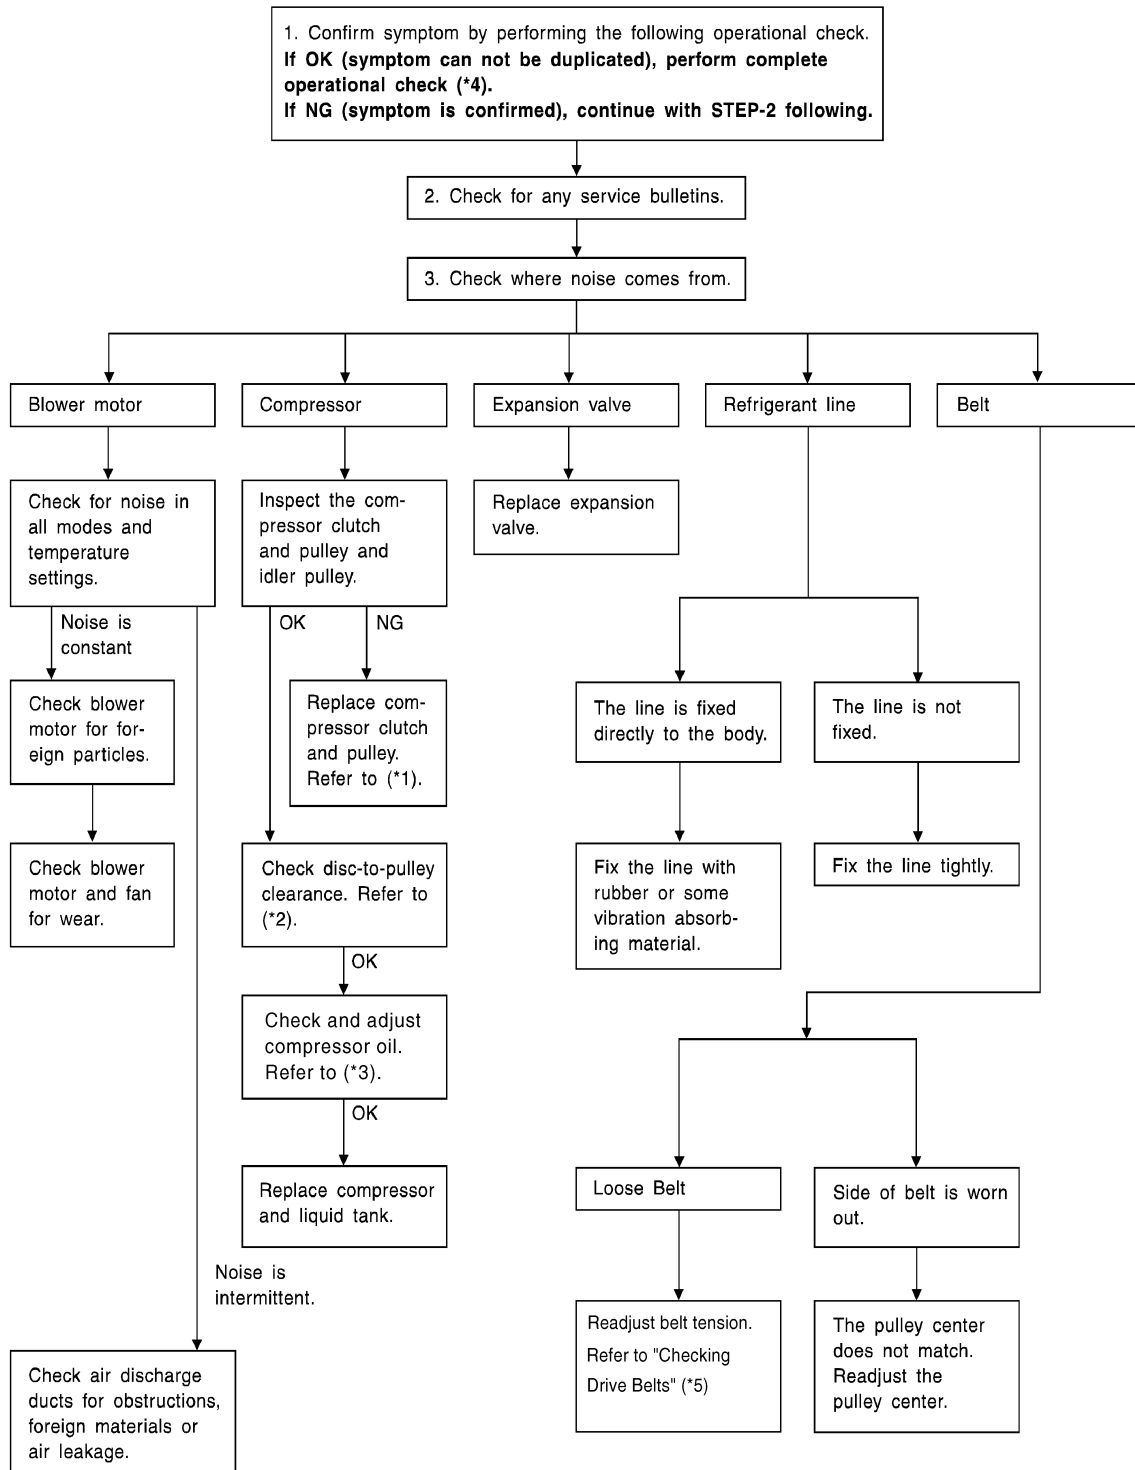 1. Confirm symptom by performing the following operational check.
If OK (symptom can not be duplicated), perform complete
operational check (*4).
If NG (symptom is confirmed), continue with STEP-2 following.
2. Check for any service bulletins.
3. Check where noise comes from.
Blower motor
Compressor
Expansion valve
Refrigerant line
Belt
Check for noise in
all modes and
temperature
settings.
Inspect the com-
pressor clutch
and pulley and
idler pulley.
Replace expansion
valve.
Noise is
constant
OK
NG
Check blower
motor for for-
eign particles.
Replace com-
pressor clutch
and pulley.
Refer to (*1).
The line is fixed
directly to the body.
The line is not
fixed.
Check blower
motor and fan
for wear.
Check disc-to-pulley
clearance. Refer to
(*2).
Fix the line with
rubber or some
vibration absorb-
ing material.
Fix the line tightly.
OK
Check and adjust
compressor oil.
Refer to (*3).
OK
Replace compressor
and liquid tank.
Loose Belt
Side of belt is worn
out.
Noise is
intermittent.
Readjust belt tension.
Refer to "Checking
Drive Belts" (*5)
The pulley center
does not match.
Readjust the
pulley center.
Check air discharge
ducts for obstructions,
foreign materials or
air leakage.